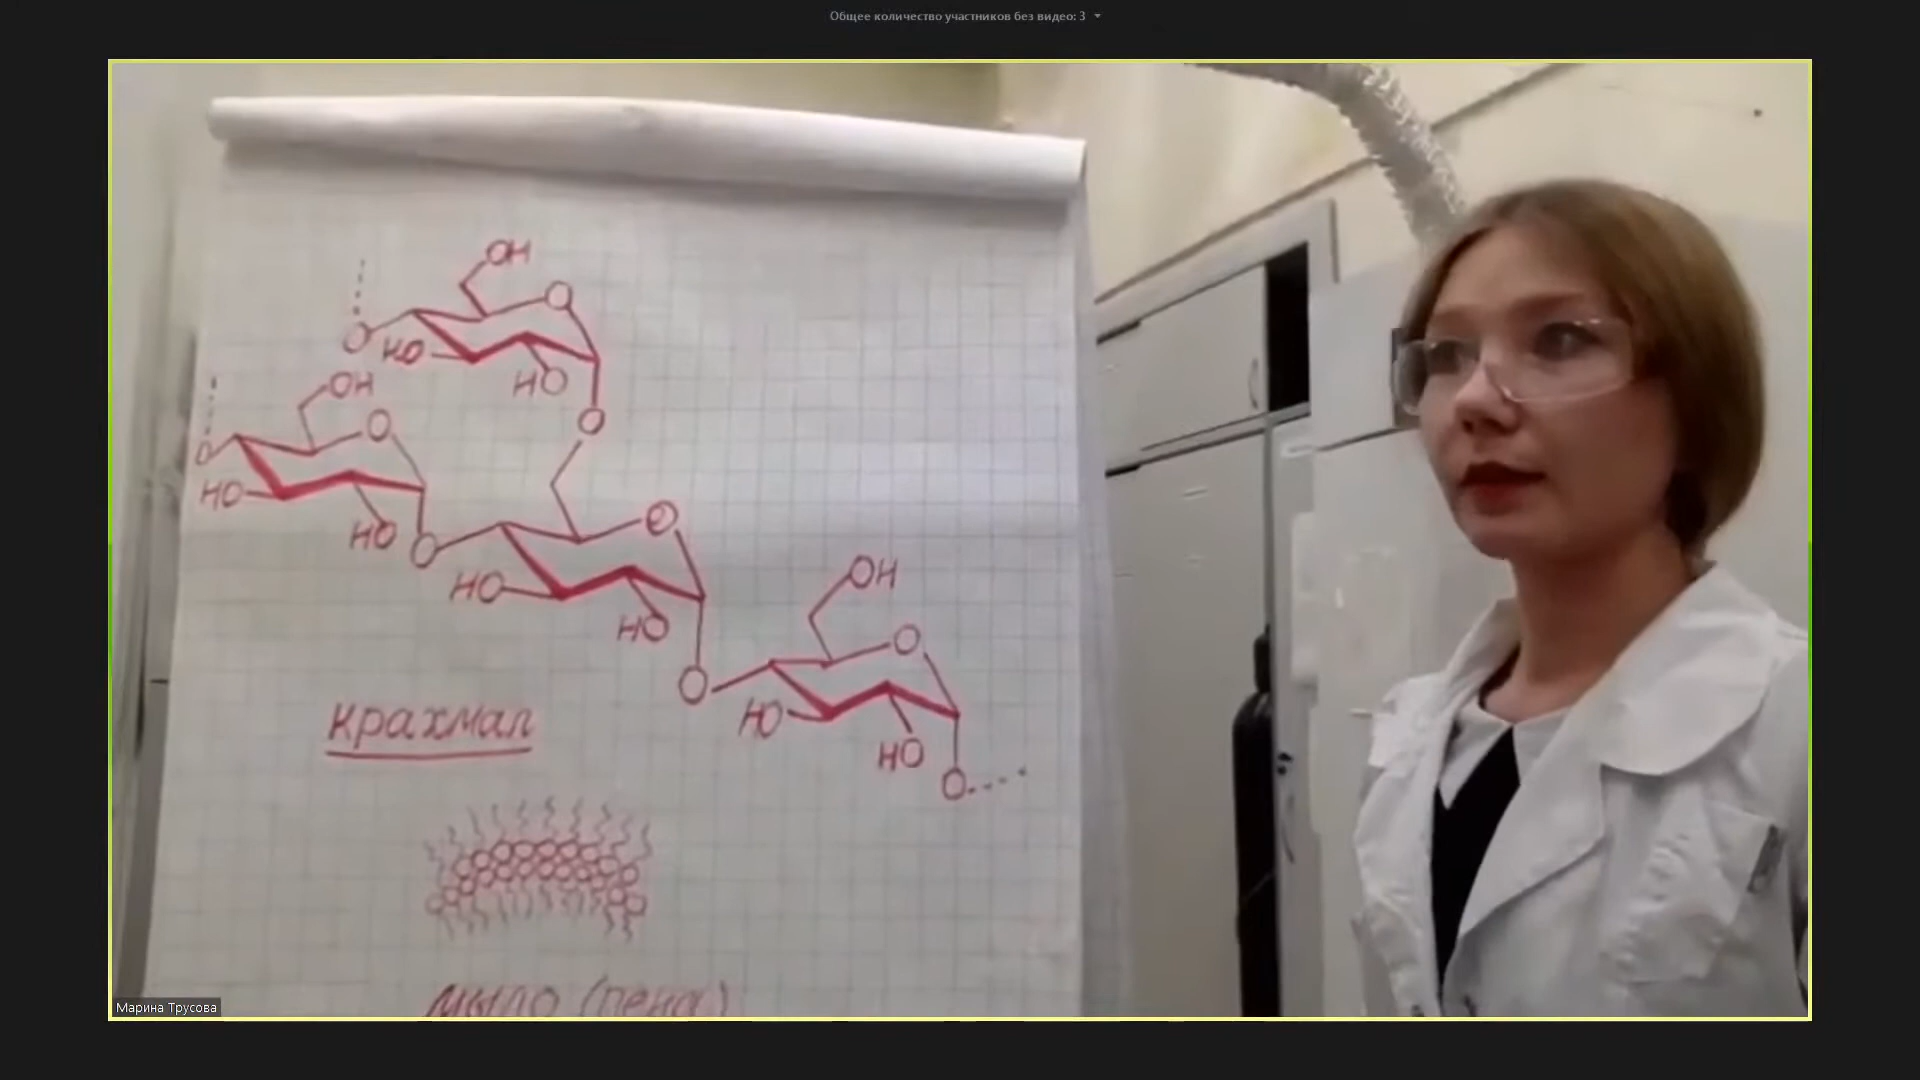 Общее количество участников без видео: 3
OH
O
O
HO
HO
OH
O
O
O
HO
HO
O
O
HO
HO
OH
O
O
HO
HO
O
крахмал
мыло (пена)
Марина Трусова